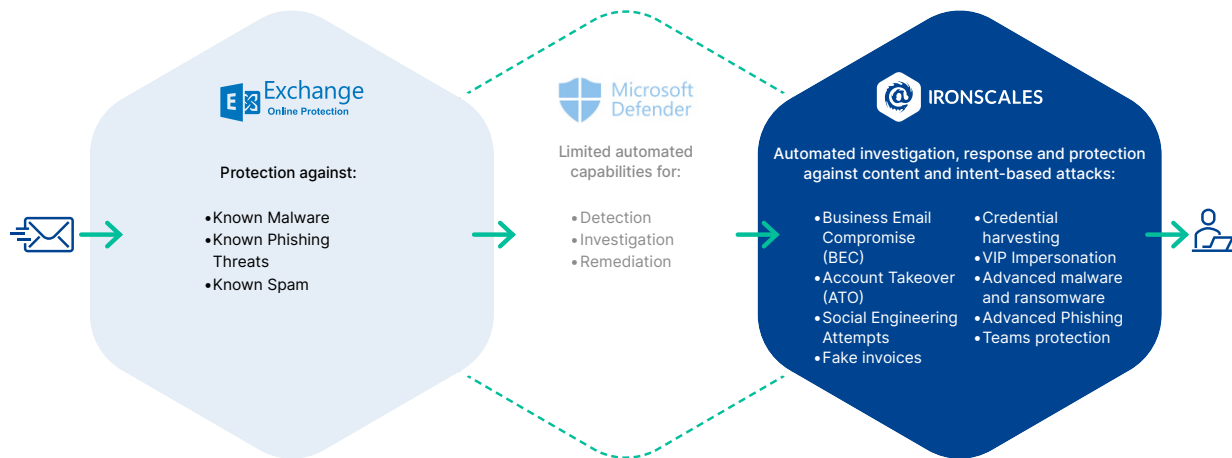 Exchange
Online Protection
Protection against:
•Known Malware
•Known Phishing
Threats
•Known Spam
Microsoft
Defender
Limited automated
capabilities for:
•Detection
•Investigation
•Remediation
@ IRONSCALES
Automated investigation, response and protection
against content and intent-based attacks:
•Business Email
Compromise
(BEC)
•Account Takeover
(ATO)
•Social Engineering
Attempts
•Fake invoices
•Credential
harvesting
•VIP Impersonation
•Advanced malware
and ransomware
•Advanced Phishing
•Teams protection